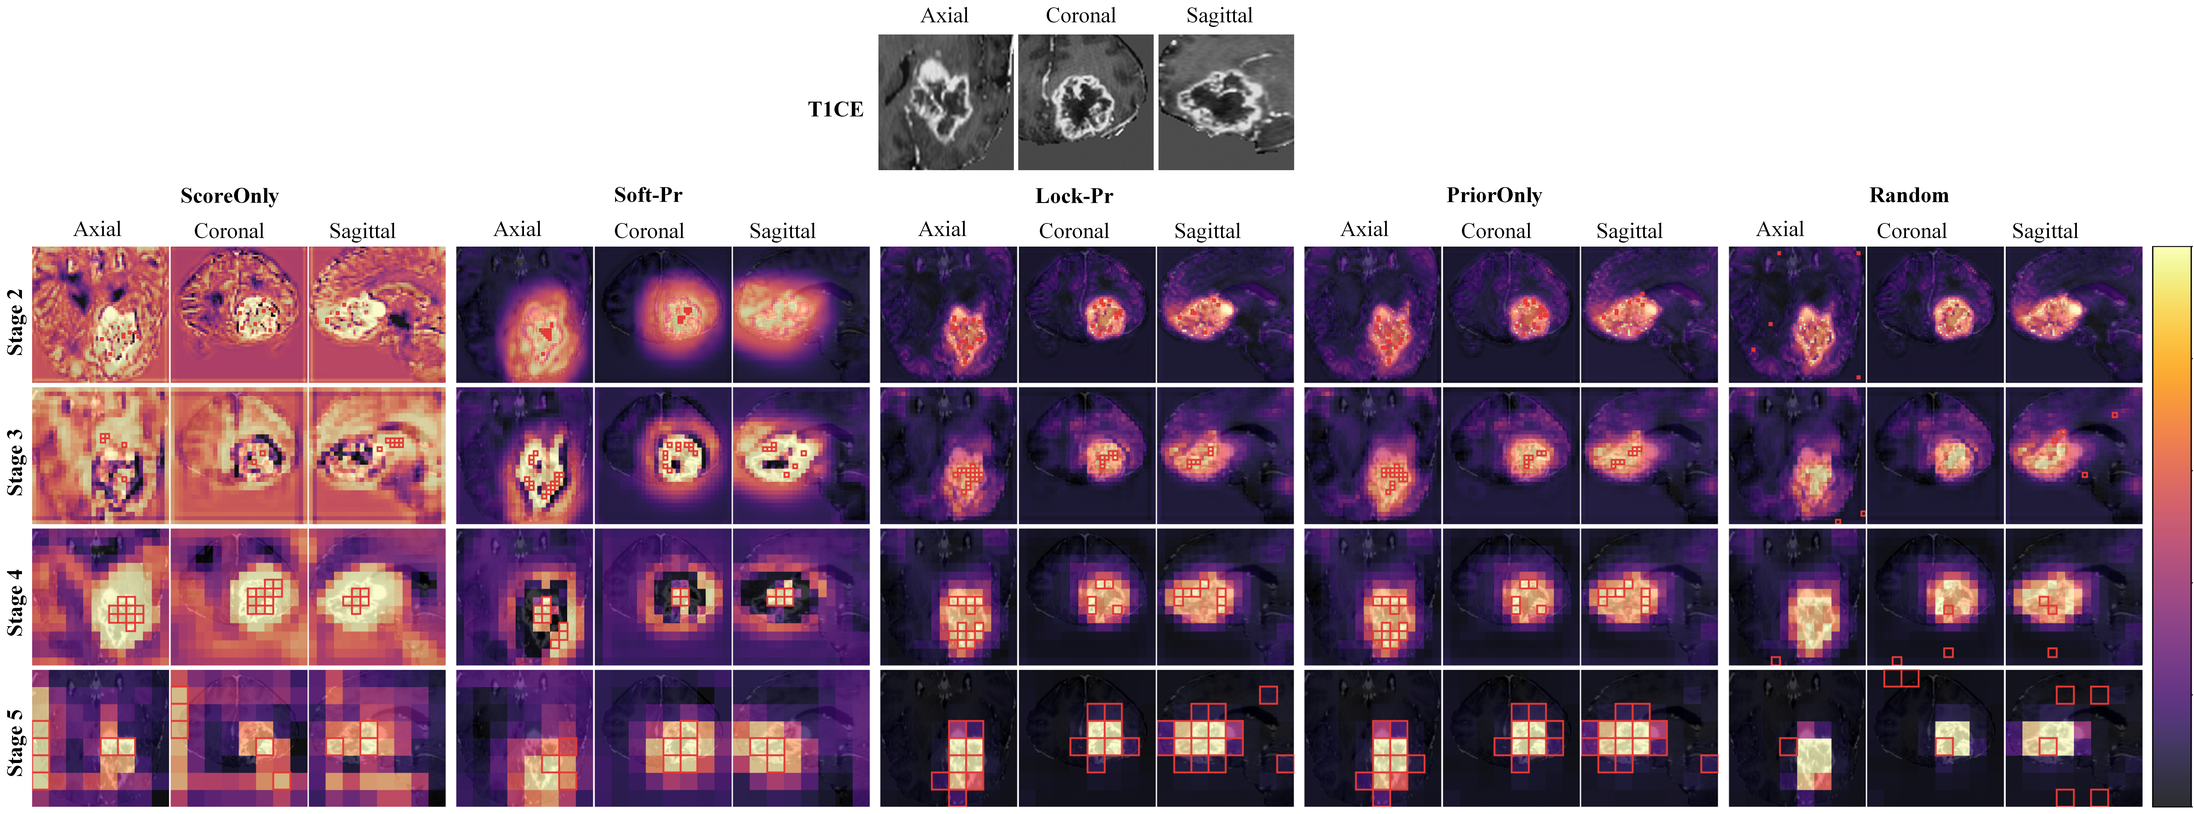 Axial Coronal Sagittal
T1CE
ScoreOnly Soft-Pr Lock-Pr PriorOnly Random
Axial Coronal Sagittal Axial Coronal Sagittal Axial Coronal Sagittal Axial Coronal Sagittal Axial Coronal Sagittal
Stage 2
Stage 3
Stage 4
Stage 5